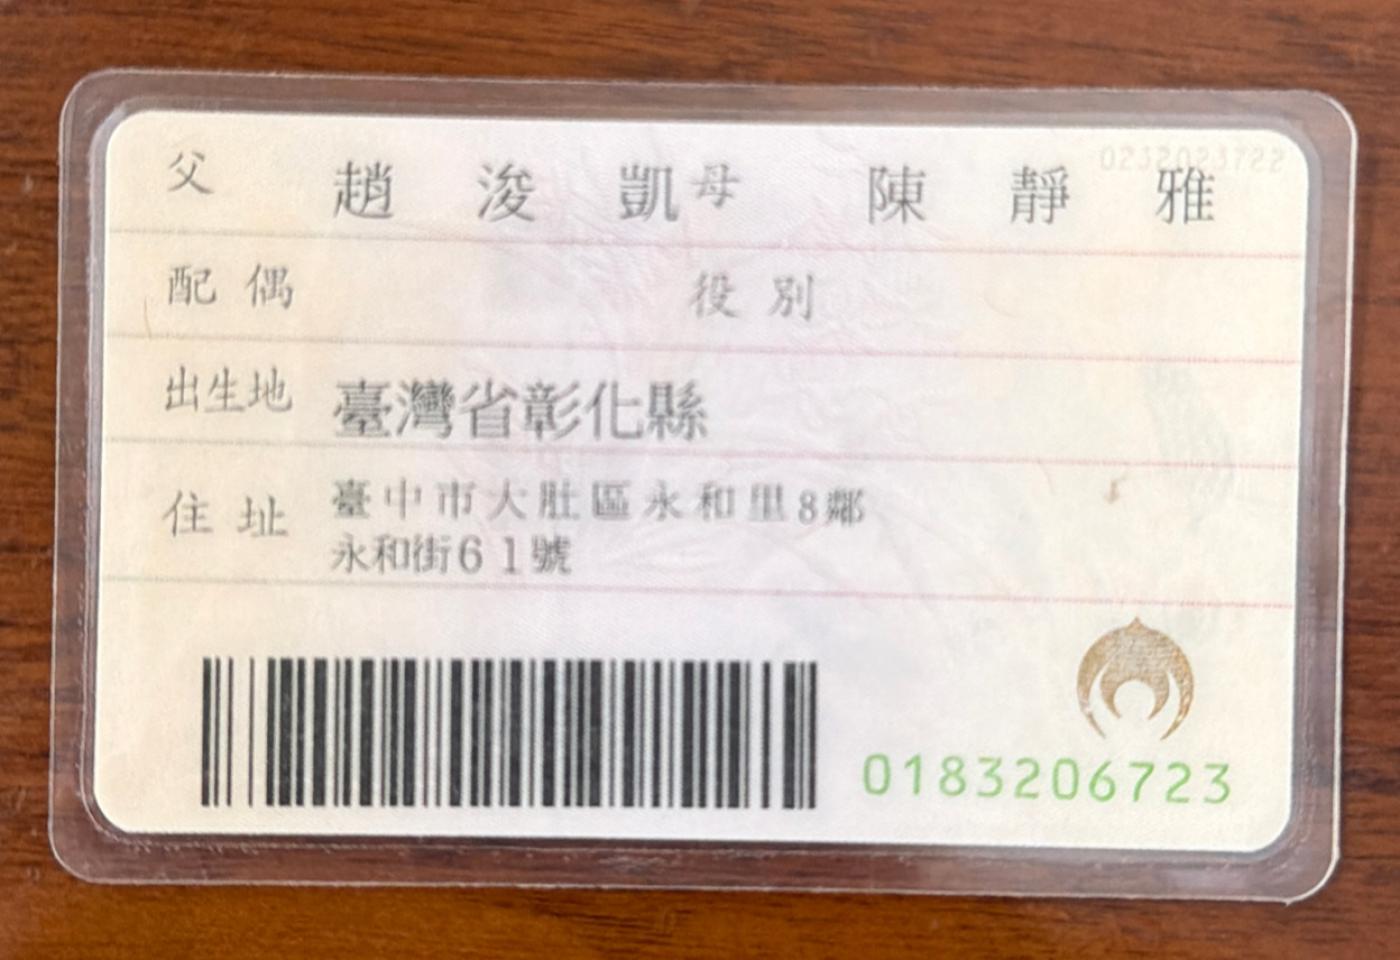 父 趙浚凱 母 陳靜雅
配偶 役別
出生地 臺灣省彰化縣
住址 臺中市大肚區永和里8鄰
永和街61號
0183206723